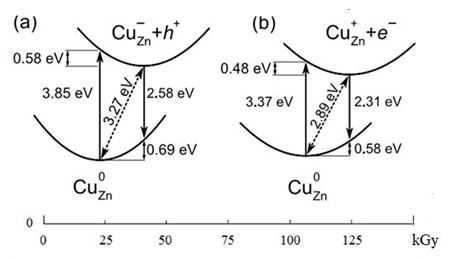 (a)
Cu⁻Zn+h⁺
0.58 eV
3.85 eV
3.27 eV
2.58 eV
0.69 eV
Cu⁰Zn
(b)
Cu⁺Zn+e⁻
0.48 eV
3.37 eV
2.89 eV
2.31 eV
0.58 eV
Cu⁰Zn
0
0 25 50 75 100 125 kGy